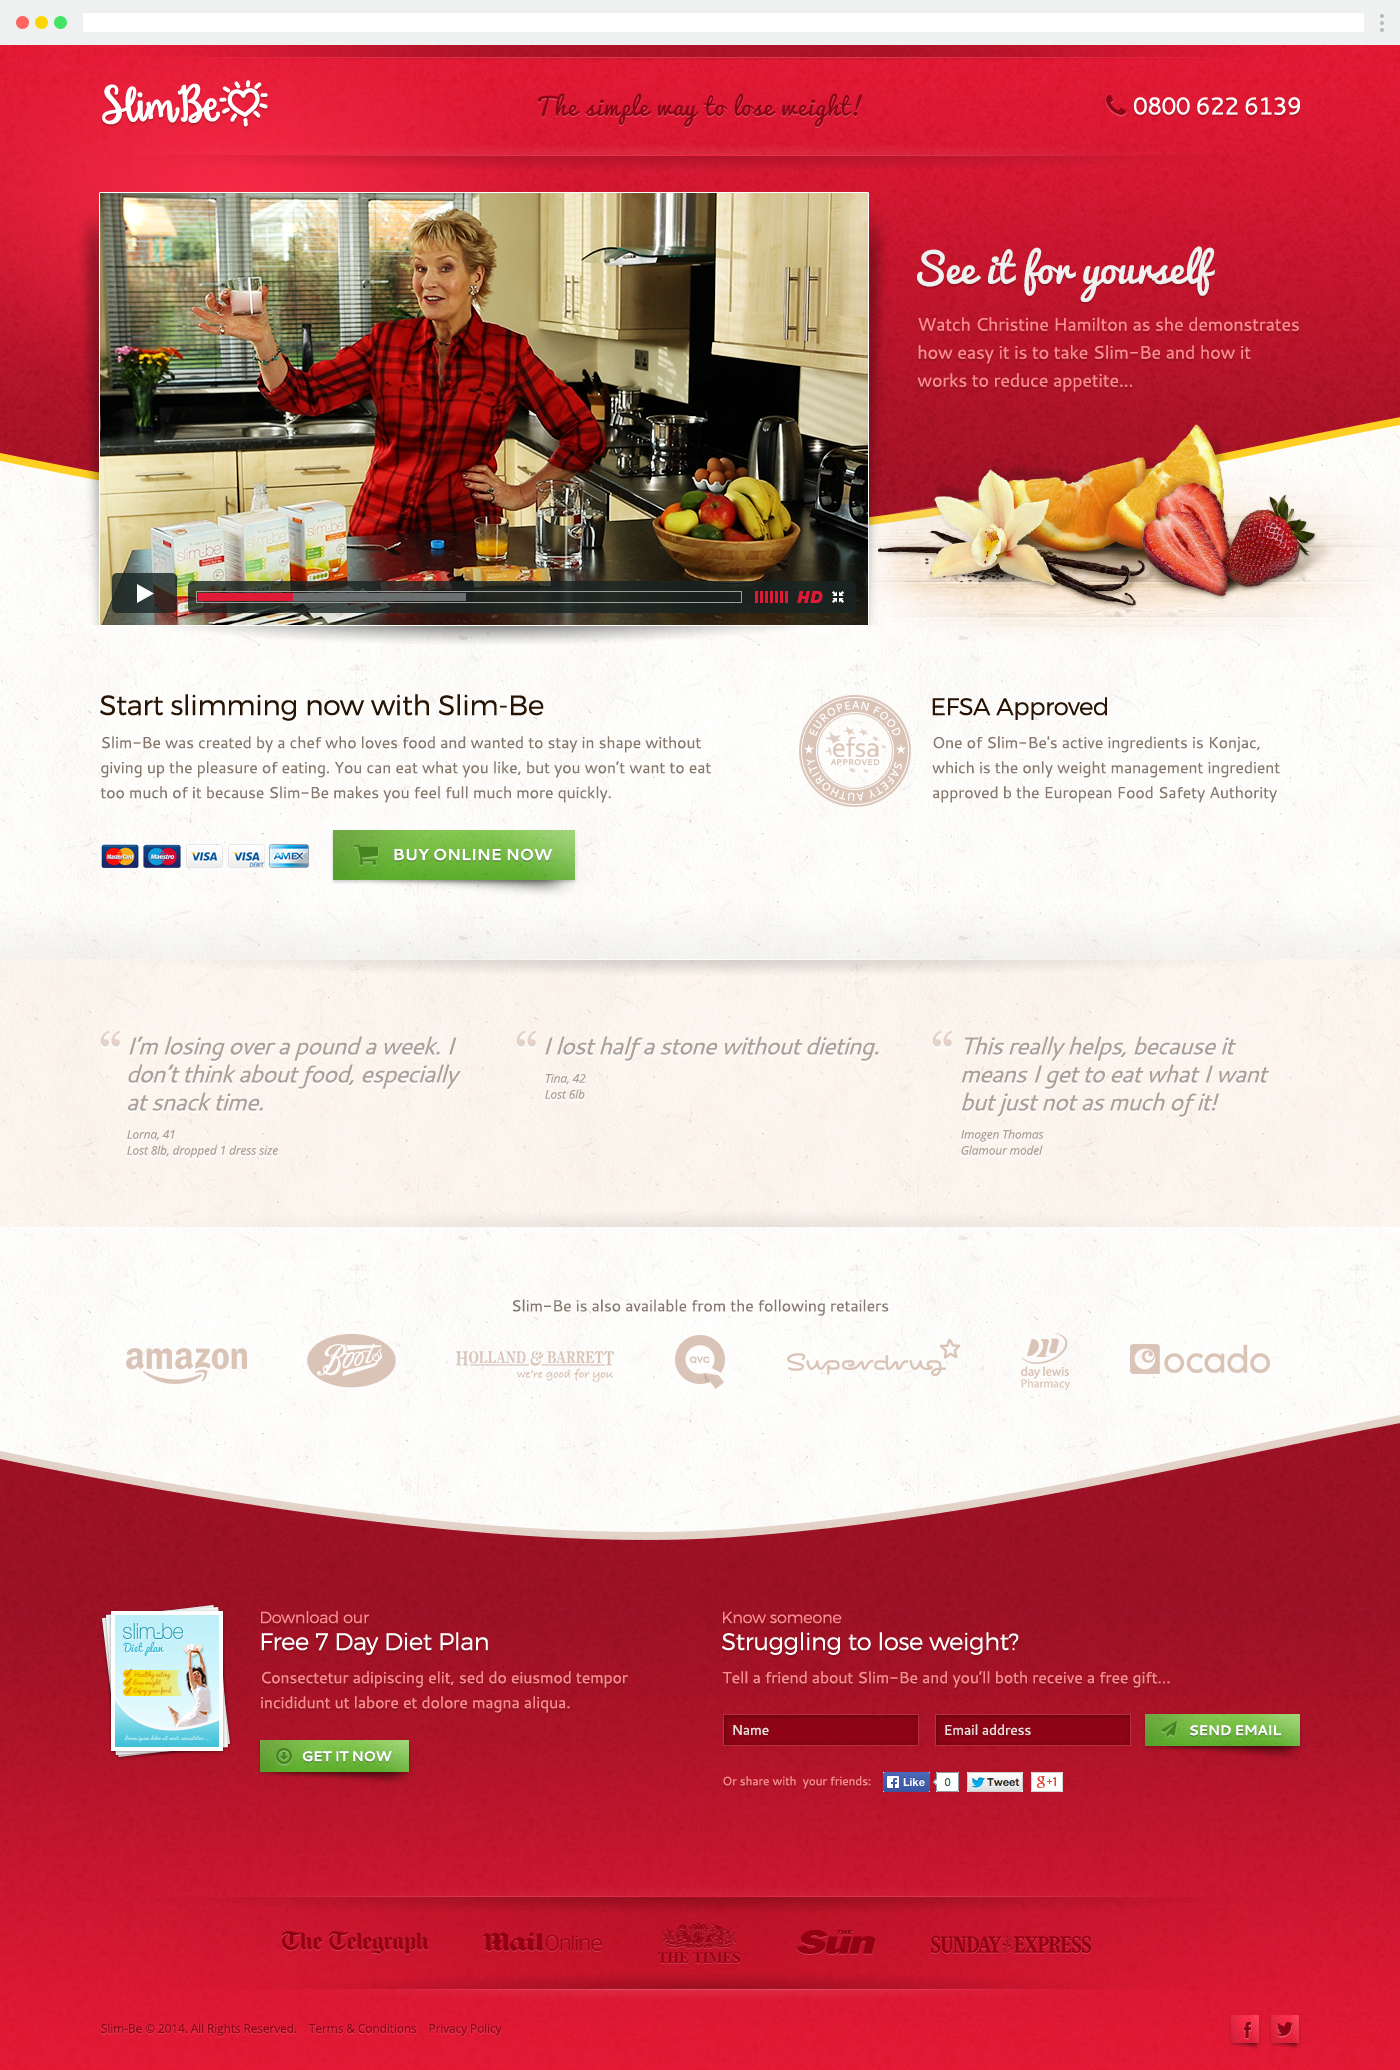 SlimBe
The simple way to lose weight!
0800 622 6139
slim-be
slim-be
slim-be
HD
See it for yourself
Watch Christine Hamilton as she demonstrates
how easy it is to take Slim-Be and how it
works to reduce appetite...
Start slimming now with Slim-Be
Slim-Be was created by a chef who loves food and wanted to stay in shape without
giving up the pleasure of eating. You can eat what you like, but you won't want to eat
too much of it because Slim-Be makes you feel full much more quickly.
MasterCard
Maestro
VISA
VISA
DEBIT
AMEX
BUY ONLINE NOW
EUROPEAN FOOD
SAFETY AUTHORITY
efsa
APPROVED
EFSA Approved
One of Slim-Be's active ingredients is Konjac,
which is the only weight management ingredient
approved b the European Food Safety Authority
“ I'm losing over a pound a week. I
don't think about food, especially
at snack time.
Lorna, 41
Lost 8lb, dropped 1 dress size
“ I lost half a stone without dieting.
Tina, 42
Lost 6lb
“ This really helps, because it
means I get to eat what I want
but just not as much of it!
Imogen Thomas
Glamour model
Slim-Be is also available from the following retailers
amazon
Boots
HOLLAND & BARRETT
we're good for you
QVC
Superdrug
day lewis
Pharmacy
ocado
slim-be
Diet plan
Healthy eating
Lose weight
Enjoy your food
Download our
Free 7 Day Diet Plan
Consectetur adipiscing elit, sed do eiusmod tempor
incididunt ut labore et dolore magna aliqua.
GET IT NOW
Know someone
Struggling to lose weight?
Tell a friend about Slim-Be and you'll both receive a free gift...
Name
Email address
SEND EMAIL
Or share with your friends:
Like
0
Tweet
g+1
The Telegraph
Mail Online
THE TIMES
THE Sun
SUNDAY EXPRESS
Slim-Be © 2014. All Rights Reserved. Terms & Conditions Privacy Policy